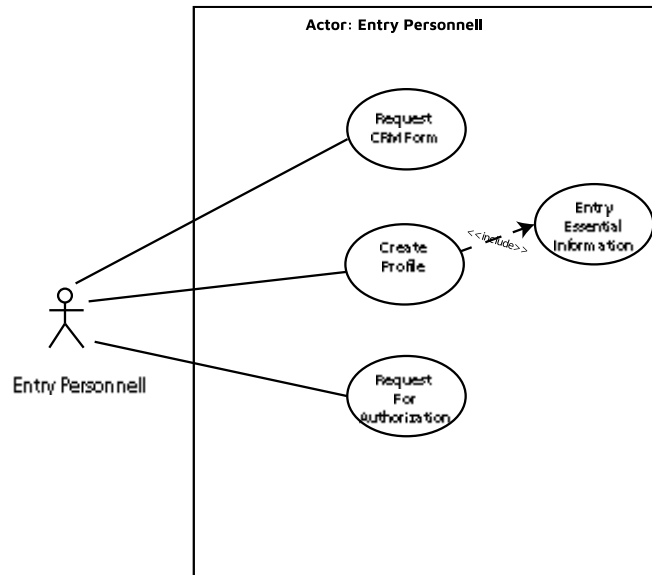 Actor: Entry Personnell
Request
CRM Form
Entry
Essential
Information
<<include>>
Create
Profile
Entry Personnell
Request
For
Authorization